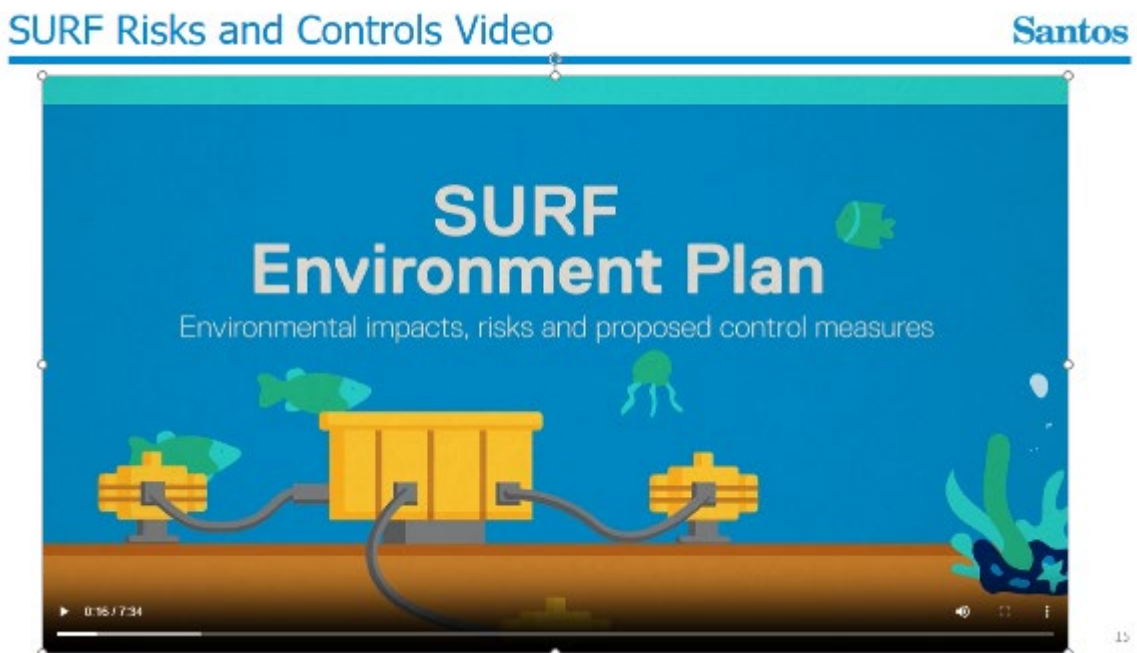 SURF Risks and Controls Video
Santos
SURF
Environment Plan
Environmental impacts, risks and proposed control measures
0:16 / 7:34
15